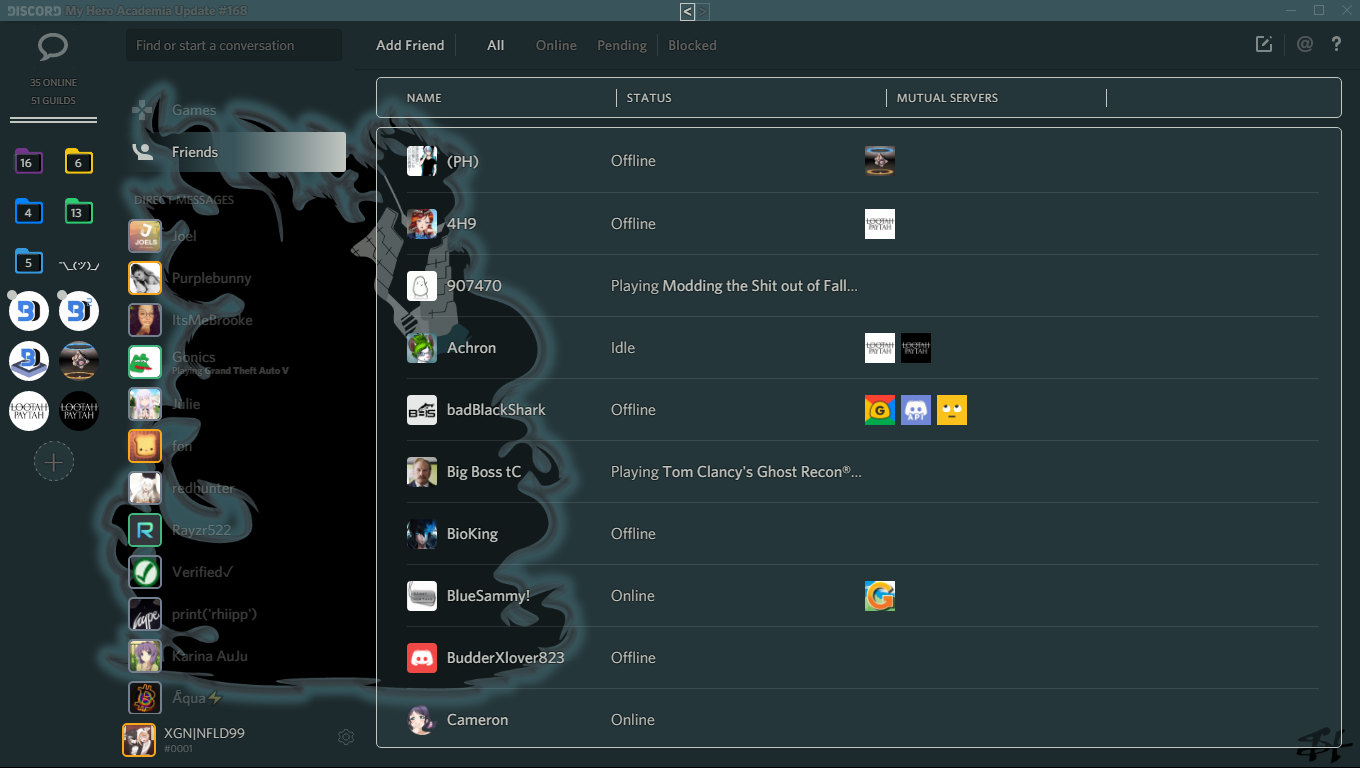 DISCORD My Hero Academia Update #168
< >
Find or start a conversation
Add Friend All Online Pending Blocked
@ ?
35 ONLINE
51 GUILDS
NAME STATUS MUTUAL SERVERS
Games
Friends
DIRECT MESSAGES
16 6
4 13
5 ¯\_(ツ)_/
LOOTAH PAYTAH
LOOTAH PAYTAH
Joel
JOELS
Purplebunny
ItsMeBrooke
Gonics
Playing Grand Theft Auto V
Julie
fon
redhunter
R
Rayzr522
Verified✓
print('rhiipp')
Karina AuJu
Æqua⚡
XGN|NFLD99
#0001
(PH) Offline
4H9 Offline
LOOTAH PAYTAH
907470 Playing Modding the Shit out of Fall...
Achron Idle
LOOTAH PAYTAH
LOOTAH PAYTAH
badBlackShark Offline
G
API
Big Boss tC Playing Tom Clancy's Ghost Recon®...
BioKing Offline
BlueSammy! Online
G
BudderXlover823 Offline
Cameron Online